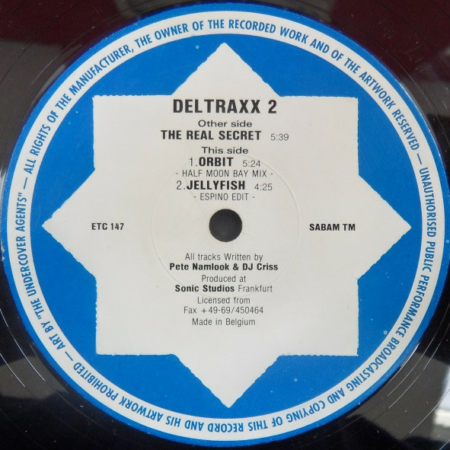 ALL RIGHTS OF THE MANUFACTURER, THE OWNER OF THE RECORDED WORK AND OF THE ARTWORK RESERVED — UNAUTHORISED PUBLIC PERFORMANCE BROADCASTING AND COPYING OF THIS RECORD AND HIS ARTWORK PROHIBITED — ART BY "THE UNDERCOVER AGENTS" —
DELTRAXX 2
Other side
THE REAL SECRET 5:39
This side
1.ORBIT 5:24
- HALF MOON BAY MIX -
2.JELLYFISH 4:25
- ESPINO EDIT -
ETC 147
SABAM TM
All tracks Written by
Pete Namlook & DJ Criss
Produced at
Sonic Studios Frankfurt
Licensed from
Fax +49-69/450464
Made in Belgium